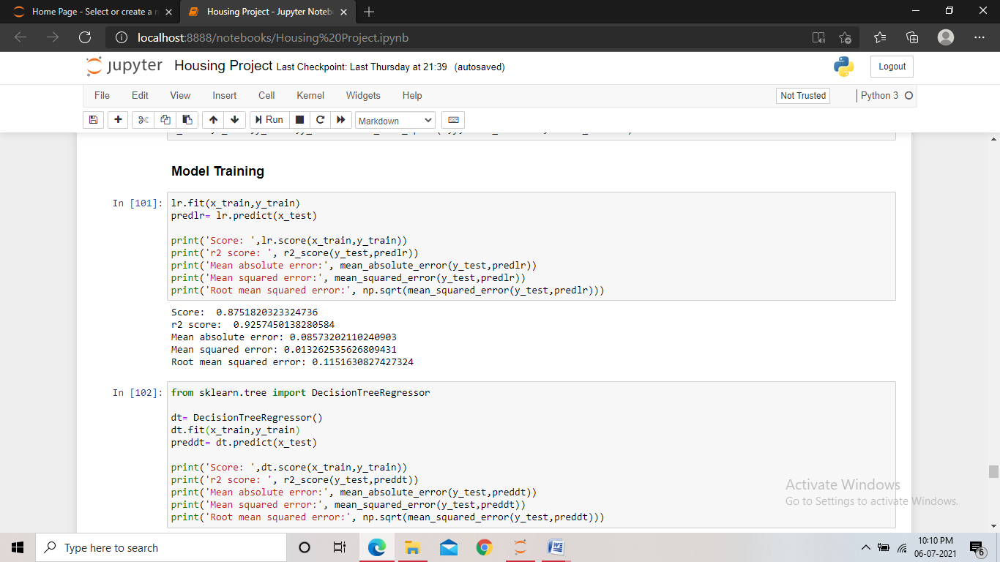 Home Page - Select or create a n
Housing Project - Jupyter Noteb
localhost:8888/notebooks/Housing%20Project.ipynb
jupyter Housing Project Last Checkpoint: Last Thursday at 21:39 (autosaved)
Logout
File Edit View Insert Cell Kernel Widgets Help
Not Trusted
Python 3
Run
Markdown
Model Training
In [101]: lr.fit(x_train,y_train)
predlr= lr.predict(x_test)
print('Score: ',lr.score(x_train,y_train))
print('r2 score: ', r2_score(y_test,predlr))
print('Mean absolute error:', mean_absolute_error(y_test,predlr))
print('Mean squared error:', mean_squared_error(y_test,predlr))
print('Root mean squared error:', np.sqrt(mean_squared_error(y_test,predlr)))
Score:  0.8751820323324736
r2 score:  0.9257450138280584
Mean absolute error: 0.08573202110240903
Mean squared error: 0.013262535626809431
Root mean squared error: 0.1151630827427324
In [102]: from sklearn.tree import DecisionTreeRegressor
dt= DecisionTreeRegressor()
dt.fit(x_train,y_train)
preddt= dt.predict(x_test)
print('Score: ',dt.score(x_train,y_train))
print('r2 score: ', r2_score(y_test,preddt))
print('Mean absolute error:', mean_absolute_error(y_test,preddt))
print('Mean squared error:', mean_squared_error(y_test,preddt))
print('Root mean squared error:', np.sqrt(mean_squared_error(y_test,preddt)))
Activate Windows
Go to Settings to activate Windows.
Type here to search
10:10 PM
06-07-2021
6